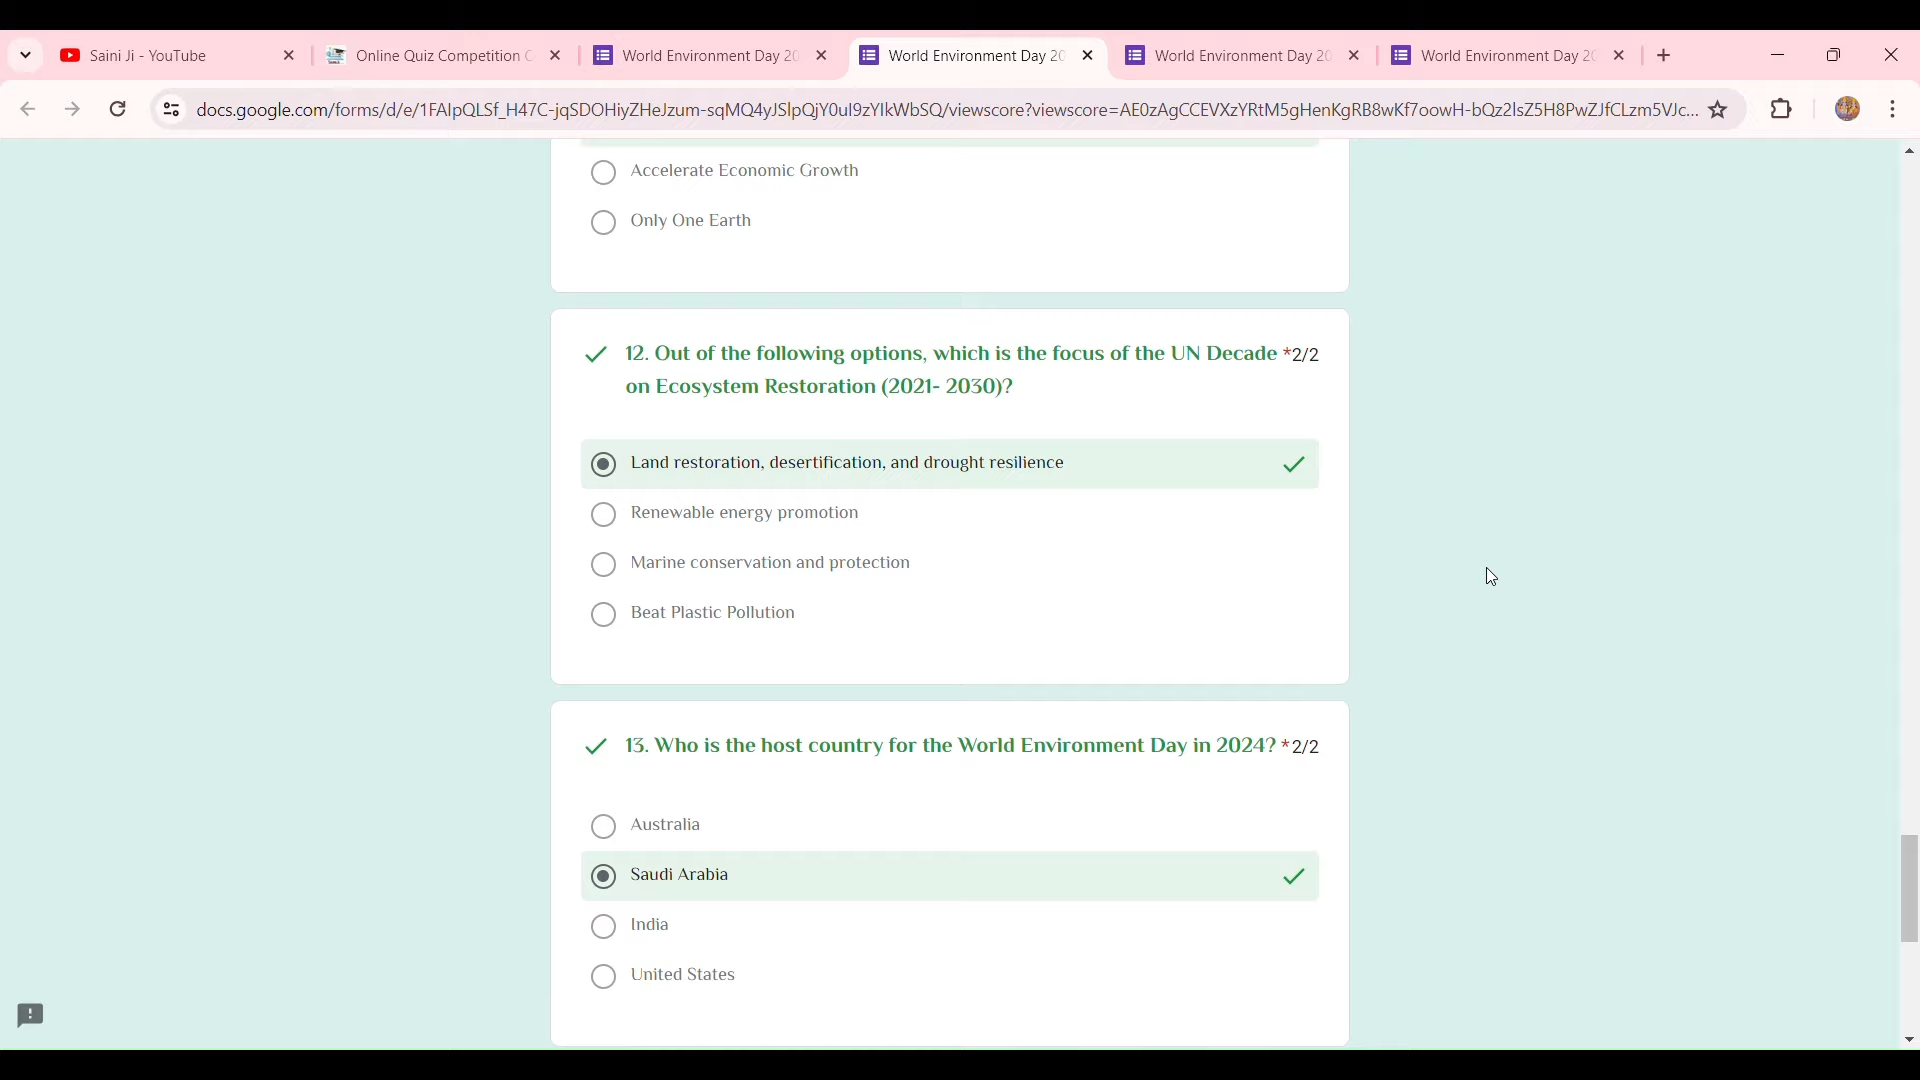 Saini Ji - YouTube
Online Quiz Competition C
World Environment Day 20
World Environment Day 20
World Environment Day 20
World Environment Day 20
docs.google.com/forms/d/e/1FAIpQLSf_H47C-jqSDOHiyZHeJzum-sqMQ4yJSlpQjY0uI9zYIkWbSQ/viewscore?viewscore=AE0zAgCCEVXzYRtM5gHenKgRB8wKf7oowH-bQz2lsZ5H8PwZJfCLzm5VJc...
Accelerate Economic Growth
Only One Earth
12. Out of the following options, which is the focus of the UN Decade *2/2
on Ecosystem Restoration (2021- 2030)?
Land restoration, desertification, and drought resilience
Renewable energy promotion
Marine conservation and protection
Beat Plastic Pollution
13. Who is the host country for the World Environment Day in 2024? *2/2
Australia
Saudi Arabia
India
United States